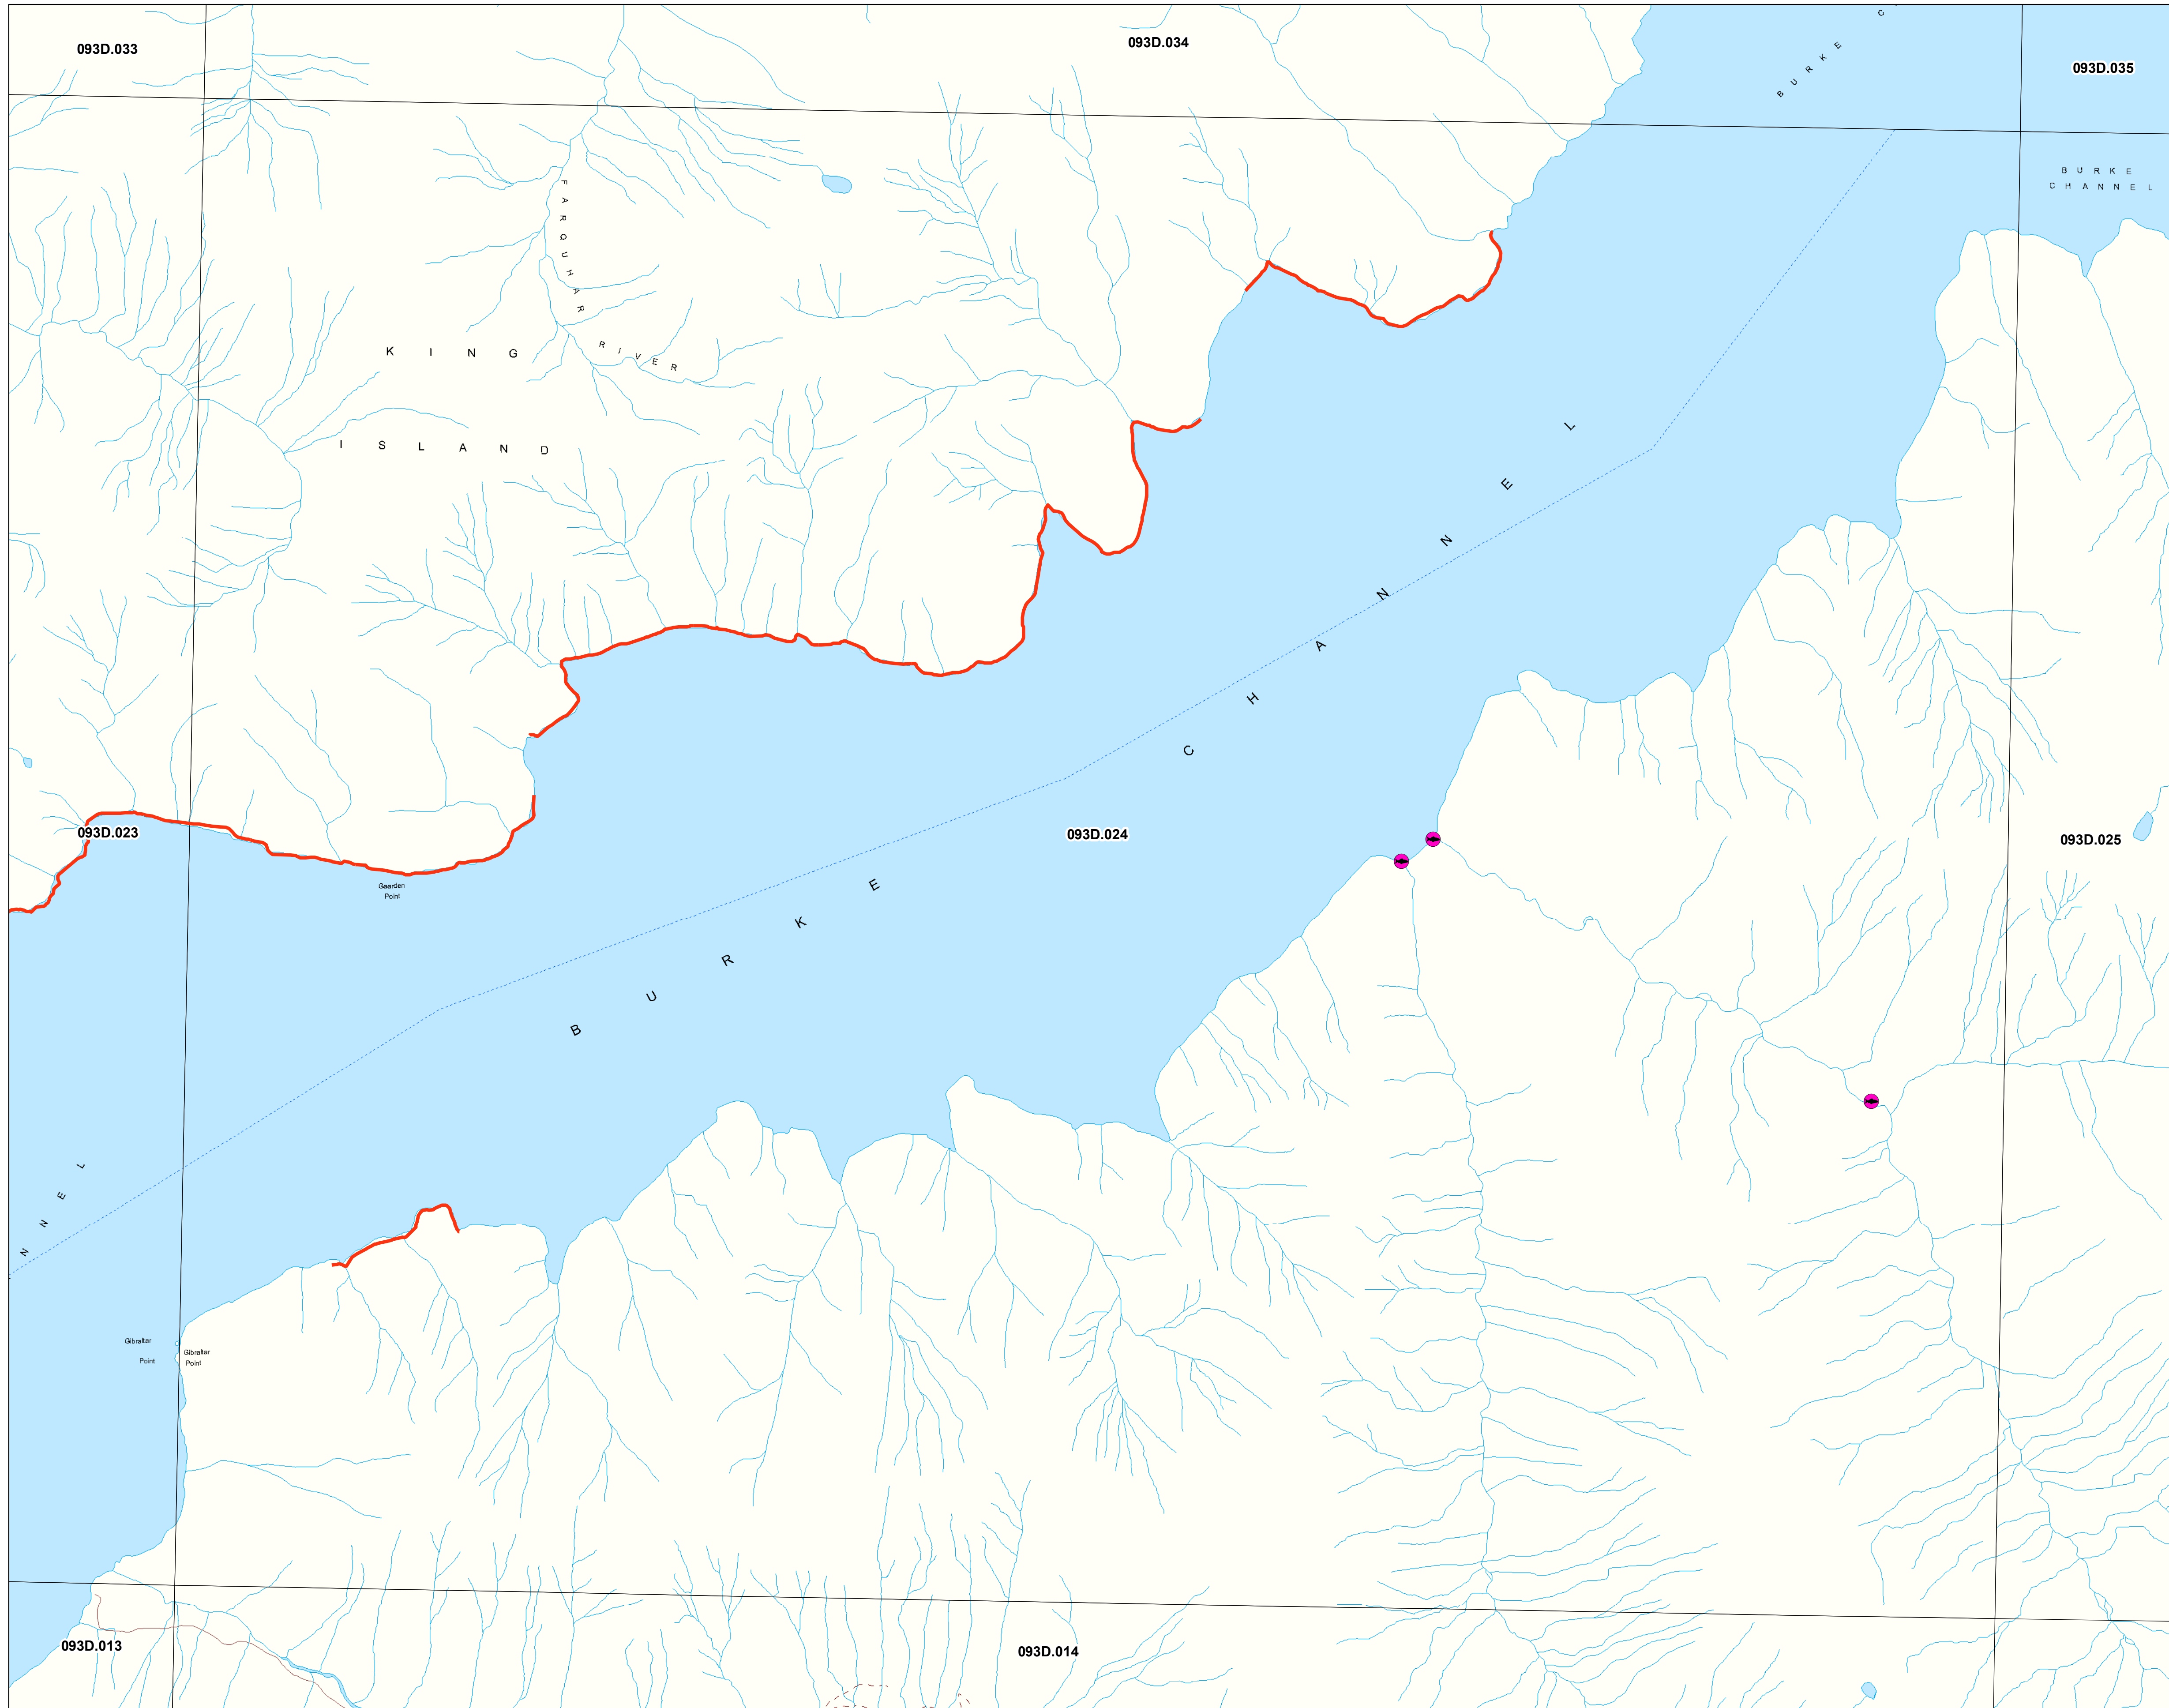 093D.033
093D.034
093D.035
BURKE
C
BURKE
CHANNEL
FARQUHAR
RIVER
KING
ISLAND
093D.023
093D.024
093D.025
Gaarden
Point
BURKE
CHANNEL
NNEL
Gibraltar
Point
Gibraltar
Point
093D.013
093D.014